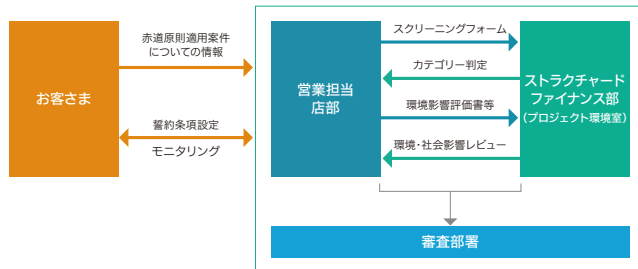 お客さま
赤道原則適用案件
についての情報
誓約条項設定
モニタリング
営業担当
店部
スクリーニングフォーム
カテゴリー判定
環境影響評価書等
環境・社会影響レビュー
ストラクチャード
ファイナンス部
（プロジェクト環境室）
審査部署